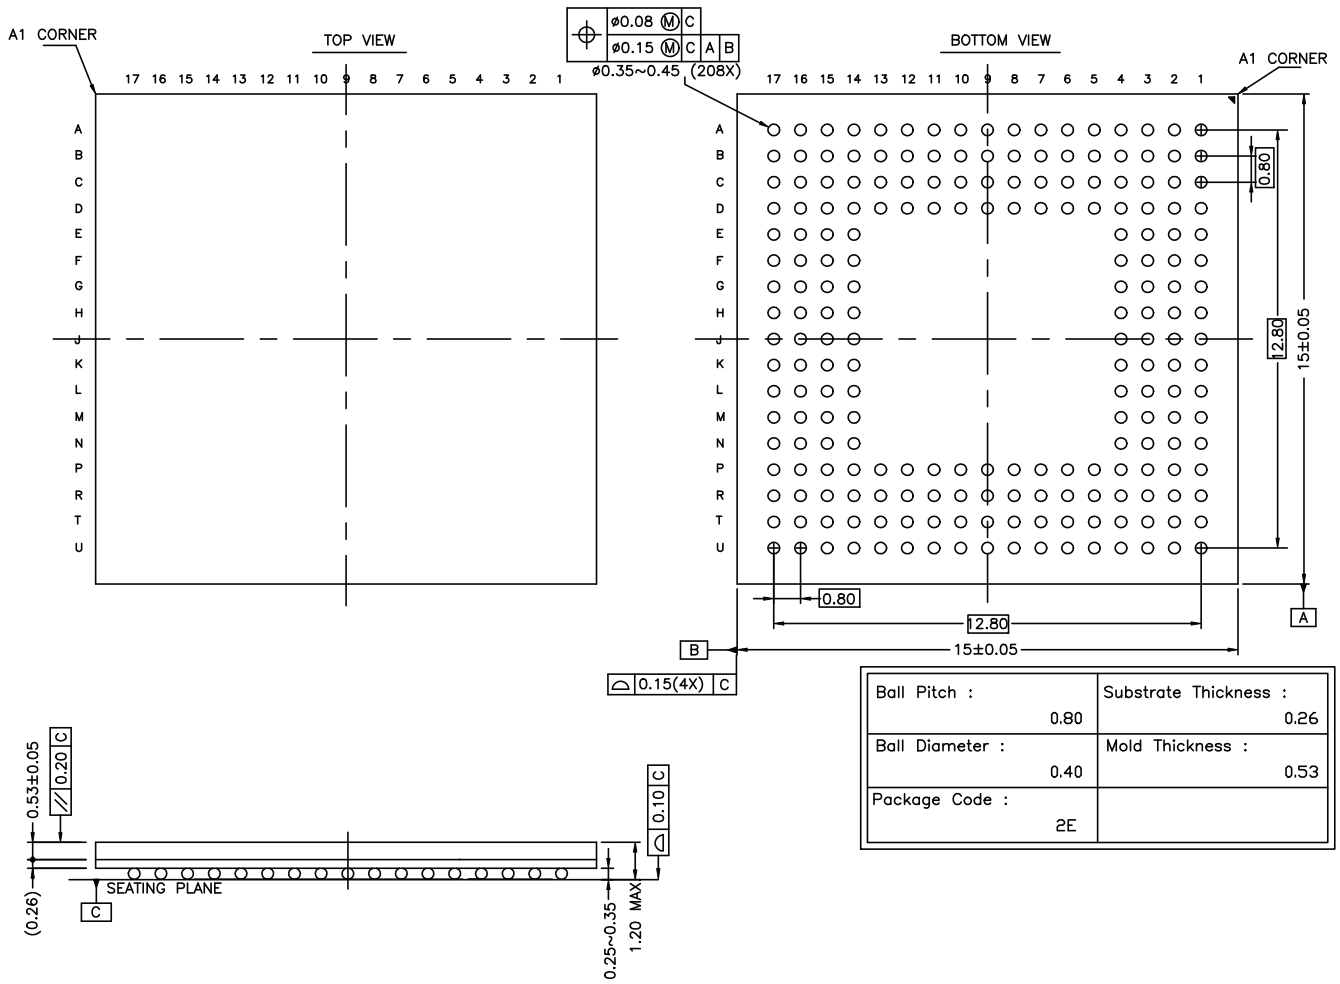 A1 CORNER
TOP VIEW
17 16 15 14 13 12 11 10 9 8 7 6 5 4 3 2 1
A
B
C
D
E
F
G
H
J
K
L
M
N
P
R
T
U
⌖ ø0.08 Ⓜ C
ø0.15 Ⓜ C A B
ø0.35~0.45 (208X)
BOTTOM VIEW
A1 CORNER
17 16 15 14 13 12 11 10 9 8 7 6 5 4 3 2 1
A
B
C
D
E
F
G
H
J
K
L
M
N
P
R
T
U
0.80
12.80
15±0.05
A
0.80
12.80
B
15±0.05
⌓ 0.15(4X) C
Ball Pitch : 0.80
Substrate Thickness : 0.26
Ball Diameter : 0.40
Mold Thickness : 0.53
Package Code : 2E
0.53±0.05
// 0.20 C
(0.26)
C
SEATING PLANE
0.25~0.35
1.20 MAX
⌓ 0.10 C